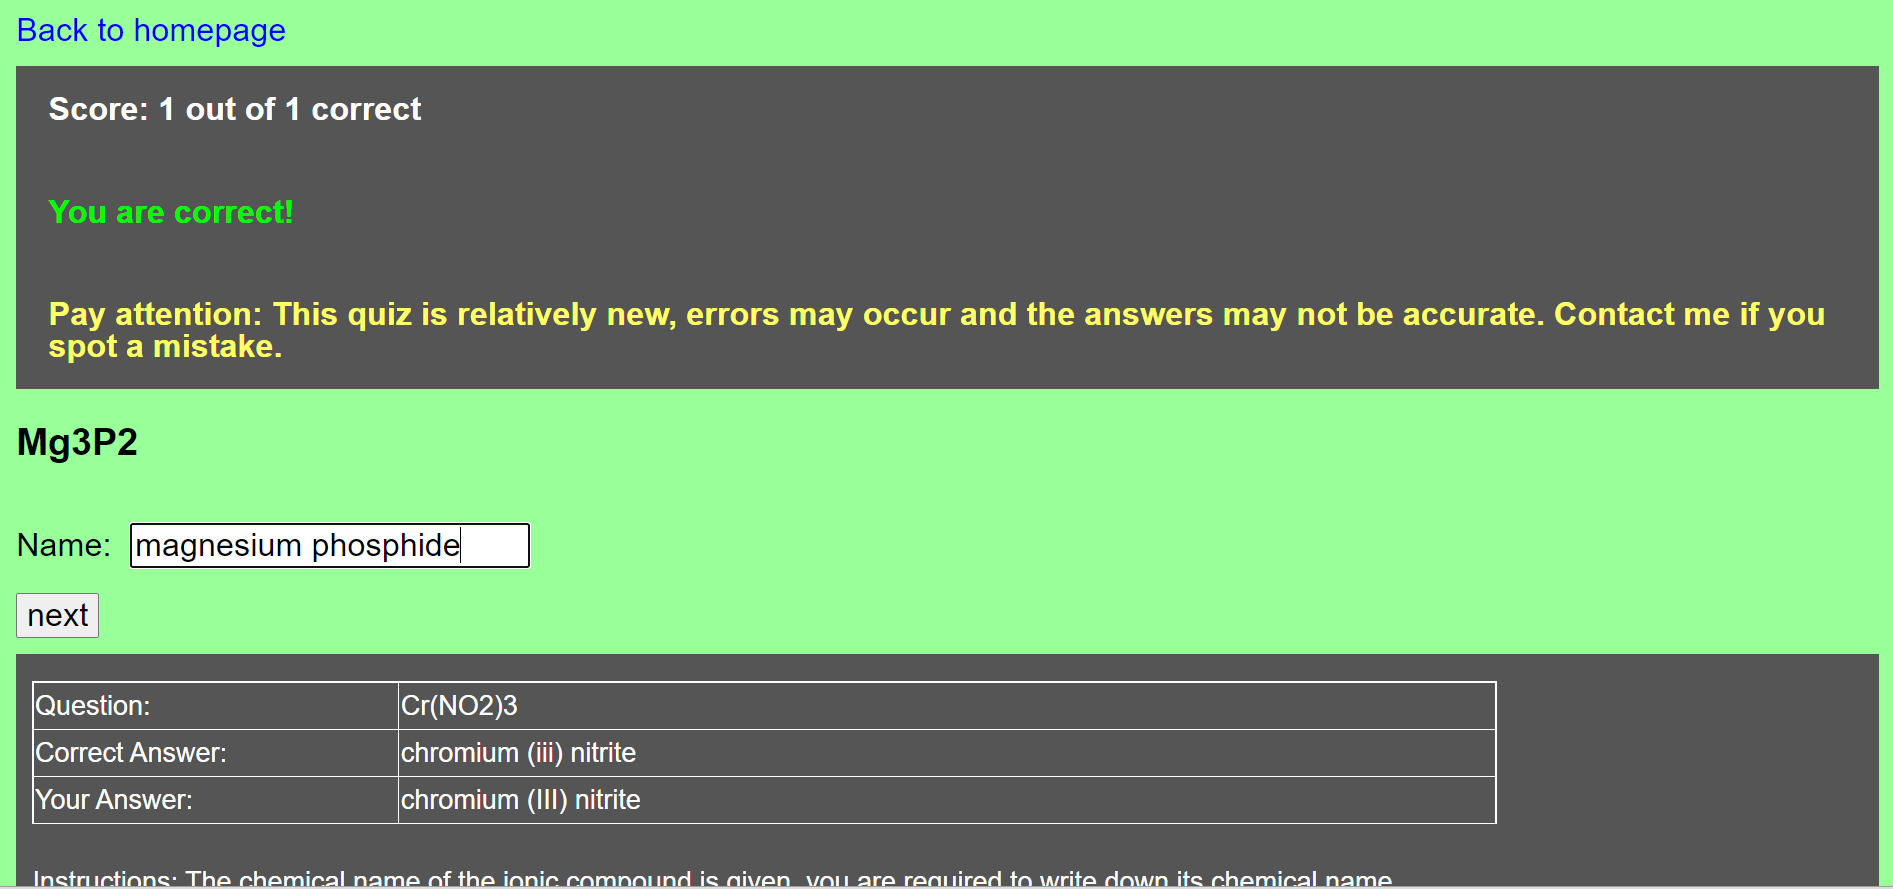 Back to homepage
Score: 1 out of 1 correct
You are correct!
Pay attention: This quiz is relatively new, errors may occur and the answers may not be accurate. Contact me if you
spot a mistake.
Mg3P2
Name: magnesium phosphide
next
Question: Cr(NO2)3
Correct Answer: chromium (iii) nitrite
Your Answer: chromium (III) nitrite
Instructions: The chemical name of the ionic compound is given, you are required to write down its chemical name